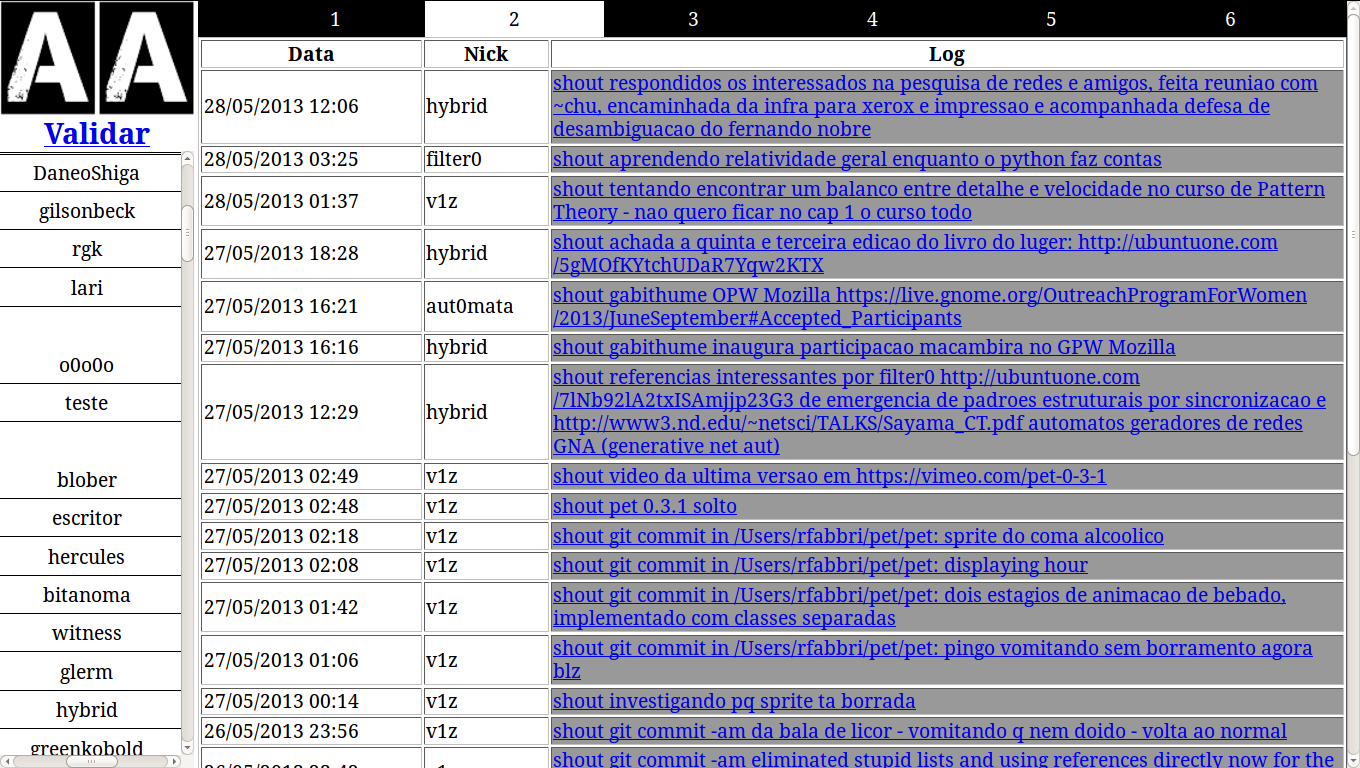 AA
Validar
DaneoShiga
gilsonbeck
rgk
lari
o0o0o
teste
blober
escritor
hercules
bitanoma
witness
glerm
hybrid
greenkobold
1 2 3 4 5 6
Data Nick Log
28/05/2013 12:06 hybrid shout respondidos os interessados na pesquisa de redes e amigos, feita reuniao com
~chu, encaminhada da infra para xerox e impressao e acompanhada defesa de
desambiguacao do fernando nobre
28/05/2013 03:25 filter0 shout aprendendo relatividade geral enquanto o python faz contas
28/05/2013 01:37 v1z shout tentando encontrar um balanco entre detalhe e velocidade no curso de Pattern
Theory - nao quero ficar no cap 1 o curso todo
27/05/2013 18:28 hybrid shout achada a quinta e terceira edicao do livro do luger: http://ubuntuone.com
/5gMOfKYtchUDaR7Yqw2KTX
27/05/2013 16:21 aut0mata shout gabithume OPW Mozilla https://live.gnome.org/OutreachProgramForWomen
/2013/JuneSeptember#Accepted_Participants
27/05/2013 16:16 hybrid shout gabithume inaugura participacao macambira no GPW Mozilla
27/05/2013 12:29 hybrid shout referencias interessantes por filter0 http://ubuntuone.com
/7lNb92lA2txISAmjjp23G3 de emergencia de padroes estruturais por sincronizacao e
http://www3.nd.edu/~netsci/TALKS/Sayama_CT.pdf automatos geradores de redes
GNA (generative net aut)
27/05/2013 02:49 v1z shout video da ultima versao em https://vimeo.com/pet-0-3-1
27/05/2013 02:48 v1z shout pet 0.3.1 solto
27/05/2013 02:18 v1z shout git commit in /Users/rfabbri/pet/pet: sprite do coma alcoolico
27/05/2013 02:08 v1z shout git commit in /Users/rfabbri/pet/pet: displaying hour
27/05/2013 01:42 v1z shout git commit in /Users/rfabbri/pet/pet: dois estagios de animacao de bebado,
implementado com classes separadas
27/05/2013 01:06 v1z shout git commit in /Users/rfabbri/pet/pet: pingo vomitando sem borramento agora
blz
27/05/2013 00:14 v1z shout investigando pq sprite ta borrada
26/05/2013 23:56 v1z shout git commit -am da bala de licor - vomitando q nem doido - volta ao normal
shout git commit -am eliminated stupid lists and using references directly now for the